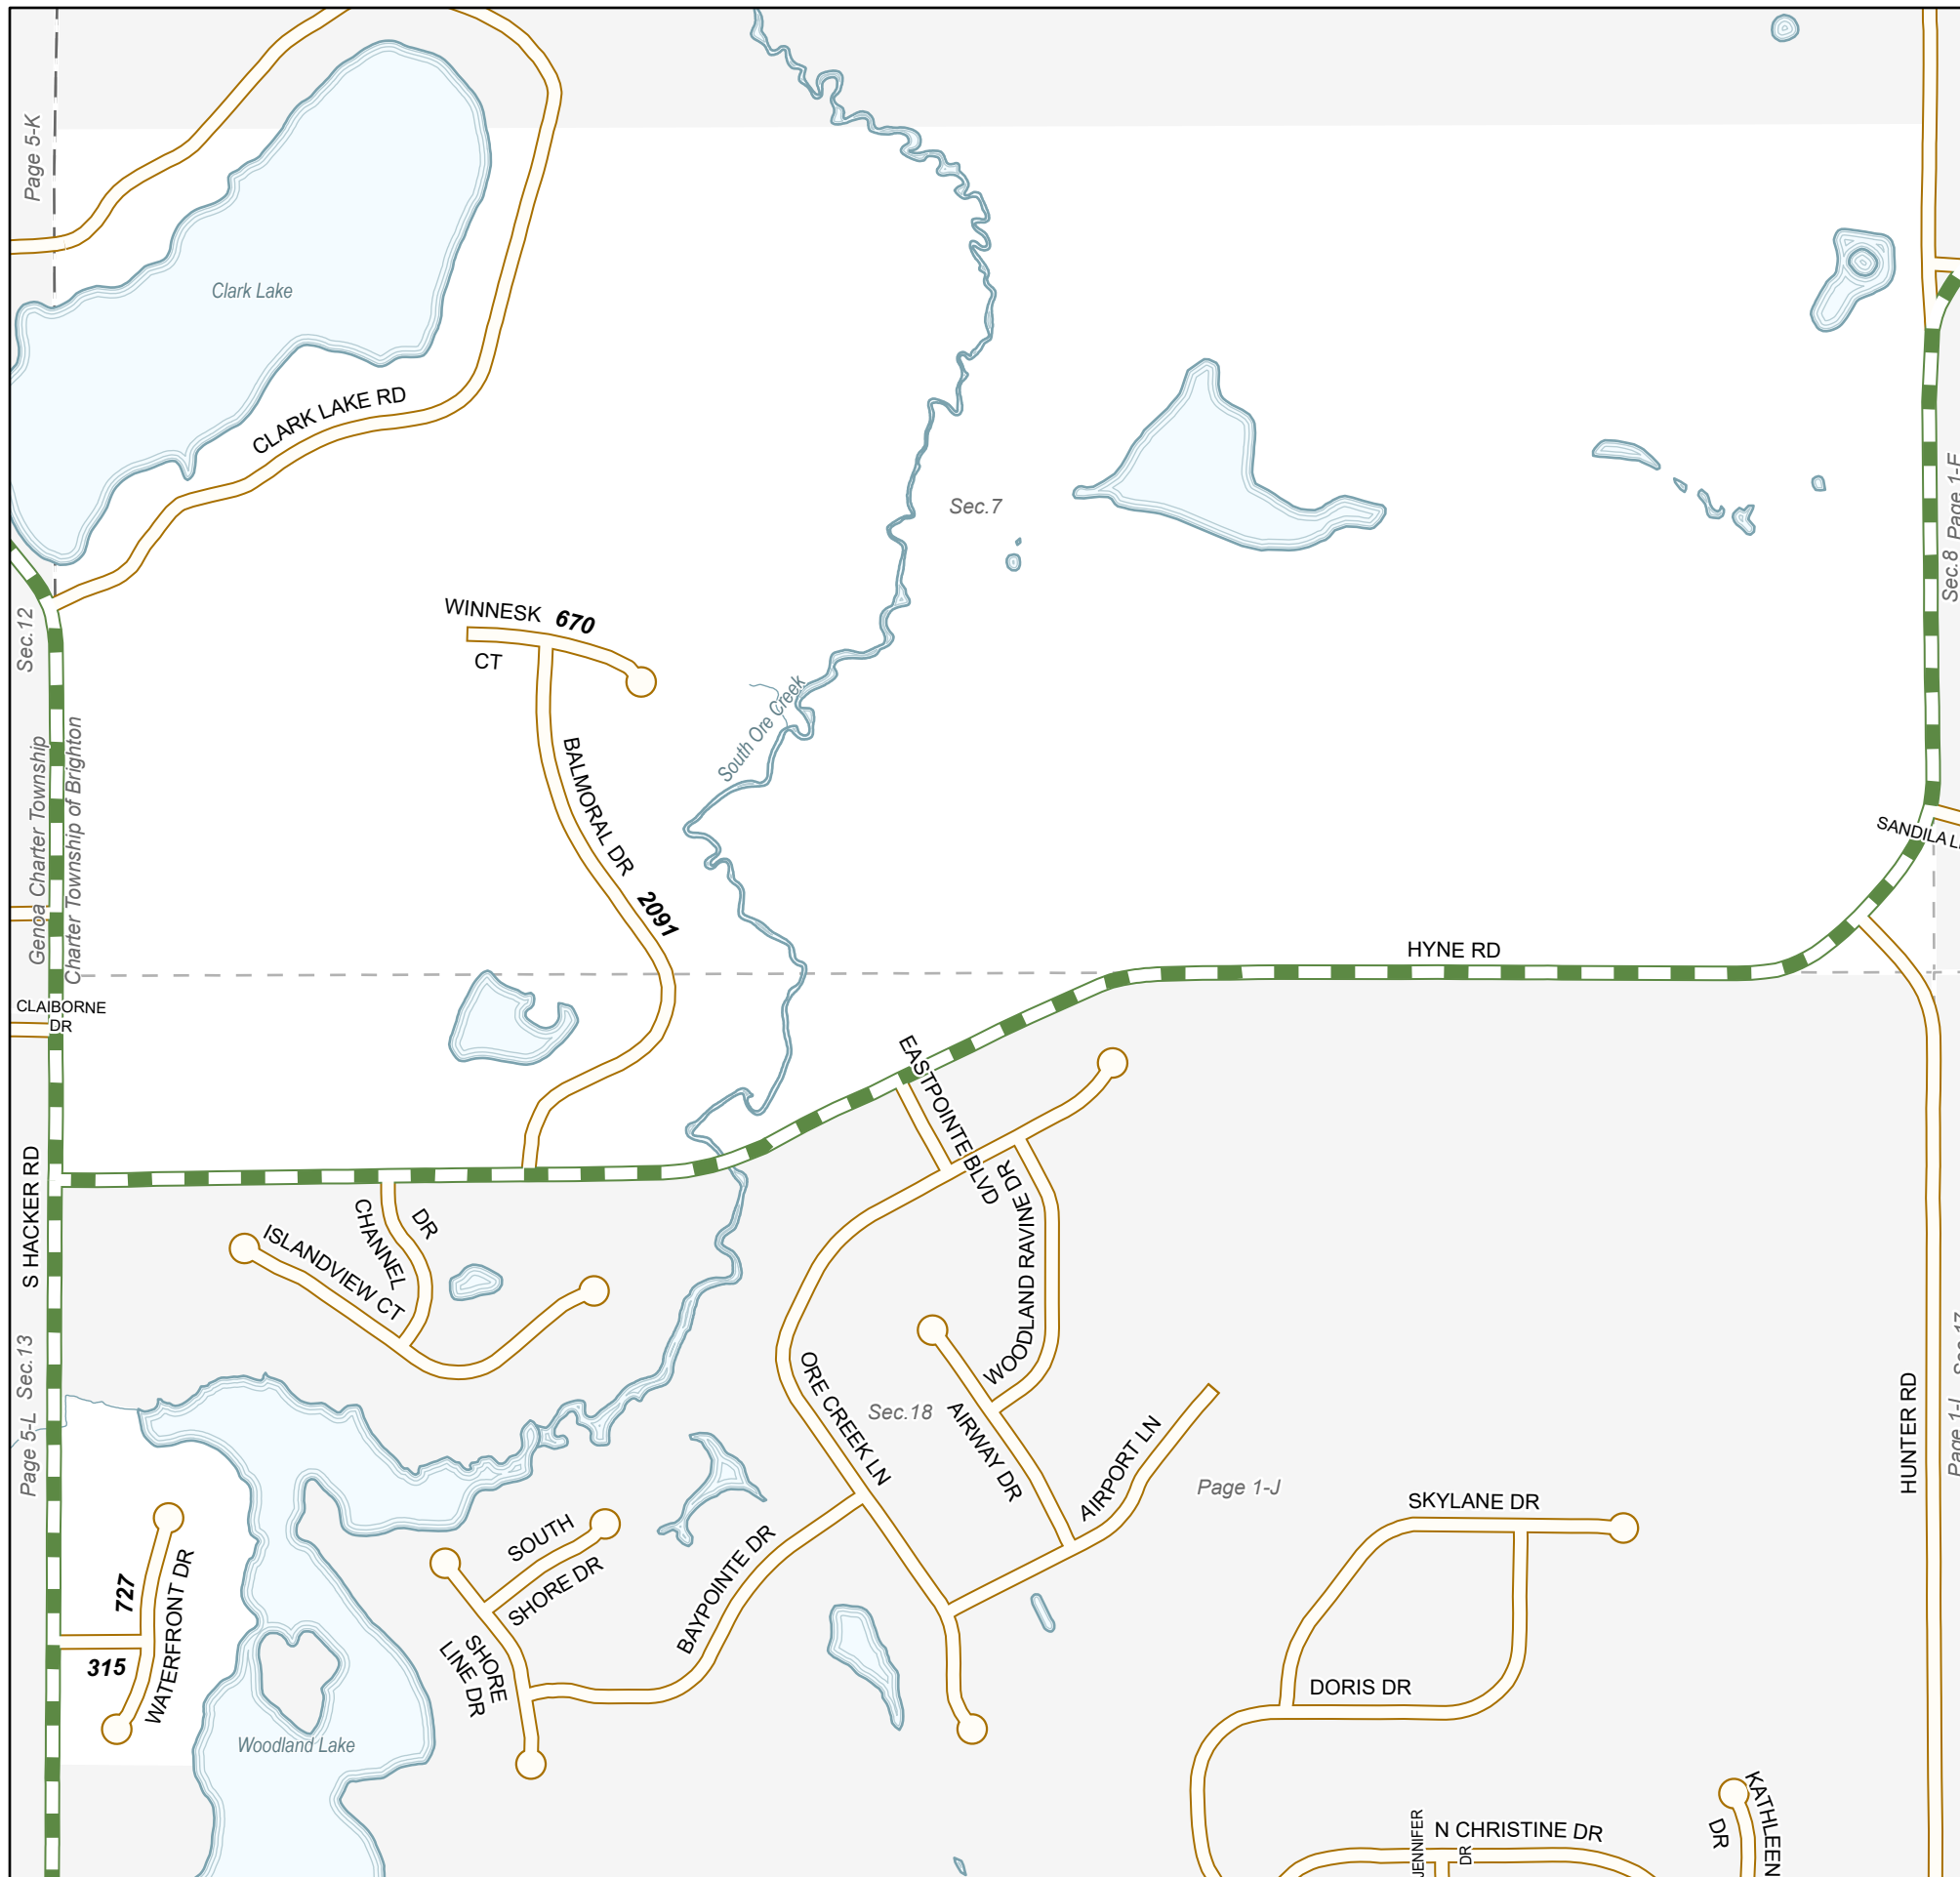 Page 5-K
Clark Lake
CLARK LAKE RD
Sec.7
Sec.8 Page 1-F
Sec.12
WINNESK 670
CT
South Ore Creek
BALMORAL DR 2091
Genoa Charter Township
Charter Township of Brighton
SANDILA
HYNE RD
CLAIBORNE
DR
EASTPOINTE BLVD
S HACKER RD
WOODLAND RAVINE DR
CHANNEL
DR
ISLANDVIEW CT
Page 5-L Sec.13
ORE CREEK LN
Sec.18
AIRWAY DR
AIRPORT LN
HUNTER RD
Page 1-J
SKYLANE DR
SOUTH
SHORE DR
BAYPOINTE DR
727
WATERFRONT DR
315
SHORE
LINE DR
DORIS DR
Woodland Lake
KATHLEEN
DR
N CHRISTINE DR
JENNIFER
DR